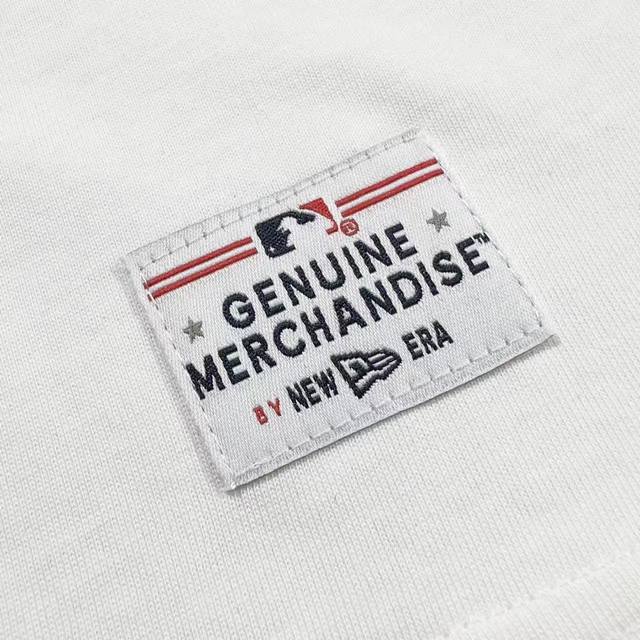 ®
GENUINE
MERCHANDISE™
BY NEW ERA